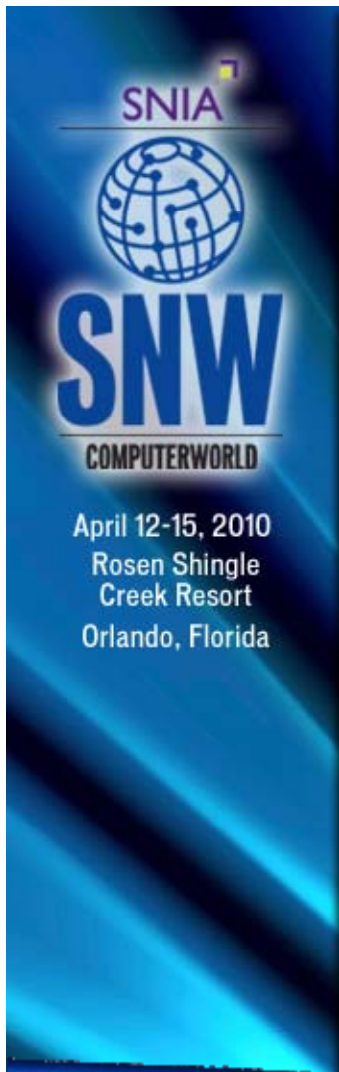 SNIA
SNW
COMPUTERWORLD
April 12-15, 2010
Rosen Shingle
Creek Resort
Orlando, Florida